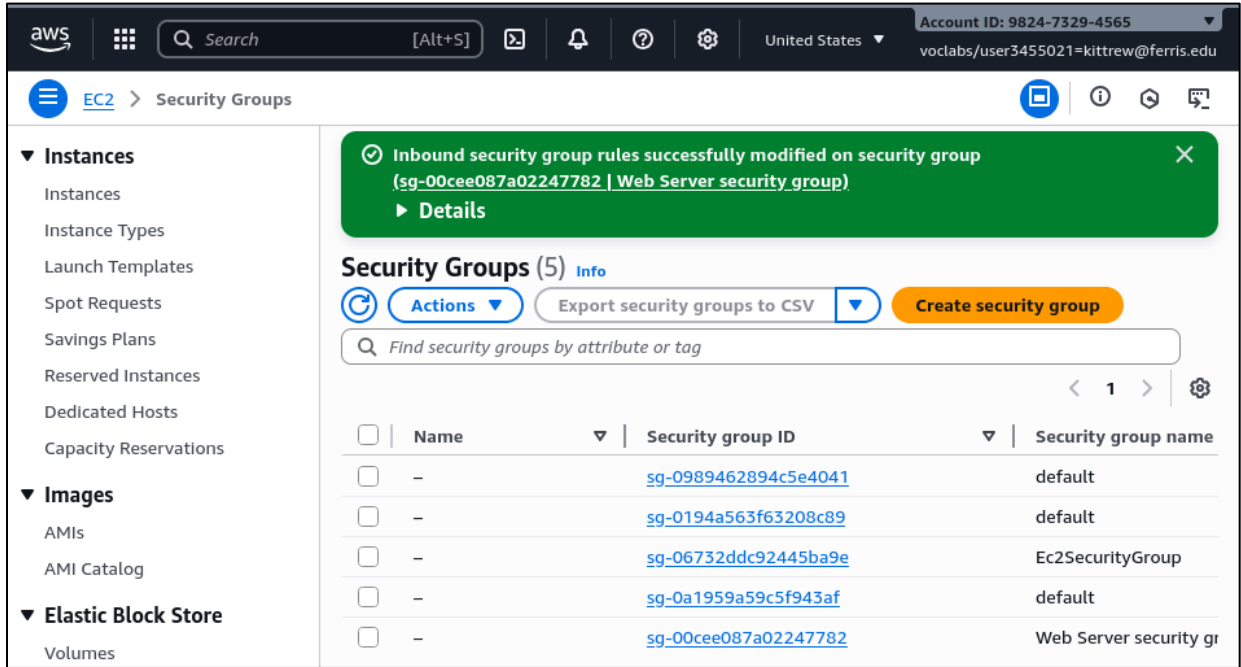 aws
Search [Alt+S]
United States ▼
Account ID: 9824-7329-4565 ▼
voclabs/user3455021=kittrew@ferris.edu
EC2 > Security Groups
▼ Instances
Instances
Instance Types
Launch Templates
Spot Requests
Savings Plans
Reserved Instances
Dedicated Hosts
Capacity Reservations
▼ Images
AMIs
AMI Catalog
▼ Elastic Block Store
Volumes
Inbound security group rules successfully modified on security group
(sg-00cee087a02247782 | Web Server security group)
▶ Details
Security Groups (5) Info
Actions ▼
Export security groups to CSV ▼
Create security group
Find security groups by attribute or tag
< 1 >
Name Security group ID Security group name
– sg-0989462894c5e4041 default
– sg-0194a563f63208c89 default
– sg-06732ddc92445ba9e Ec2SecurityGroup
– sg-0a1959a59c5f943af default
– sg-00cee087a02247782 Web Server security gr